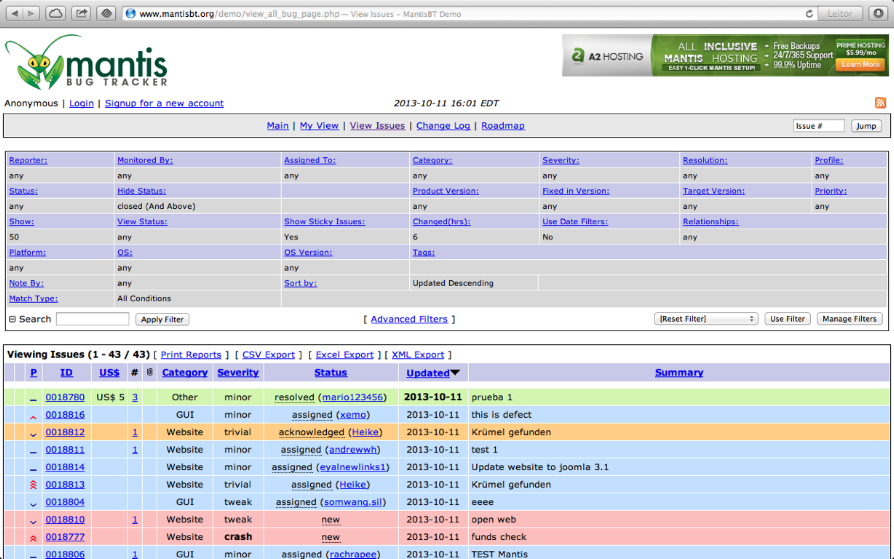 www.mantisbt.org/demo/view_all_bug_page.php — View Issues – MantisBT Demo
Leitor
mantis
BUG TRACKER
A2 HOSTING
ALL INCLUSIVE MANTIS HOSTING
EASY 1-CLICK MANTIS SETUP!
- Free Backups
- 24/7/365 Support
- 99.9% Uptime
PRIME HOSTING
$5.99/mo
Learn More
Anonymous | Login | Signup for a new account 2013-10-11 16:01 EDT
Main | My View | View Issues | Change Log | Roadmap Issue # Jump
Reporter: Monitored By: Assigned To: Category: Severity: Resolution: Profile:
any any any any any any any
Status: Hide Status: Product Version: Fixed in Version: Target Version: Priority:
any closed (And Above) any any any any
Show: View Status: Show Sticky Issues: Changed(hrs): Use Date Filters: Relationships:
50 any Yes 6 No any
Platform: OS: OS Version: Tags:
any any any
Note By: any Sort by: Updated Descending
Match Type: All Conditions
Search Apply Filter [ Advanced Filters ] [Reset Filter] Use Filter Manage Filters
Viewing Issues (1 - 43 / 43) [ Print Reports ] [ CSV Export ] [ Excel Export ] [ XML Export ]
P ID US$ # Category Severity Status Updated Summary
0018780 US$ 5 3 Other minor resolved (mario123456) 2013-10-11 prueba 1
0018816 GUI minor assigned (xemo) 2013-10-11 this is defect
0018812 1 Website trivial acknowledged (Heike) 2013-10-11 Krümel gefunden
0018811 1 Website minor assigned (andrewwh) 2013-10-11 test 1
0018814 Website minor assigned (eyalnewlinks1) 2013-10-11 Update website to joomla 3.1
0018813 Website trivial assigned (Heike) 2013-10-11 Krümel gefunden
0018804 GUI tweak assigned (somwang.sil) 2013-10-11 eeee
0018810 1 Website tweak new 2013-10-11 open web
0018777 Website crash new 2013-10-11 funds check
0018806 1 GUI minor assigned (rachrapee) 2013-10-11 TEST Mantis